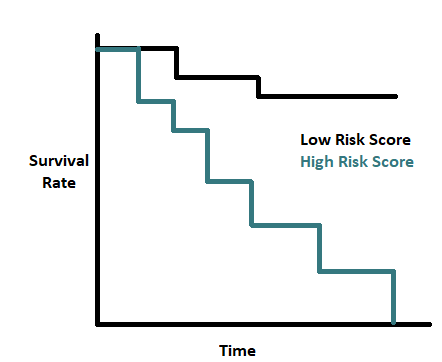 Low Risk Score
High Risk Score
Survival
Rate
Time